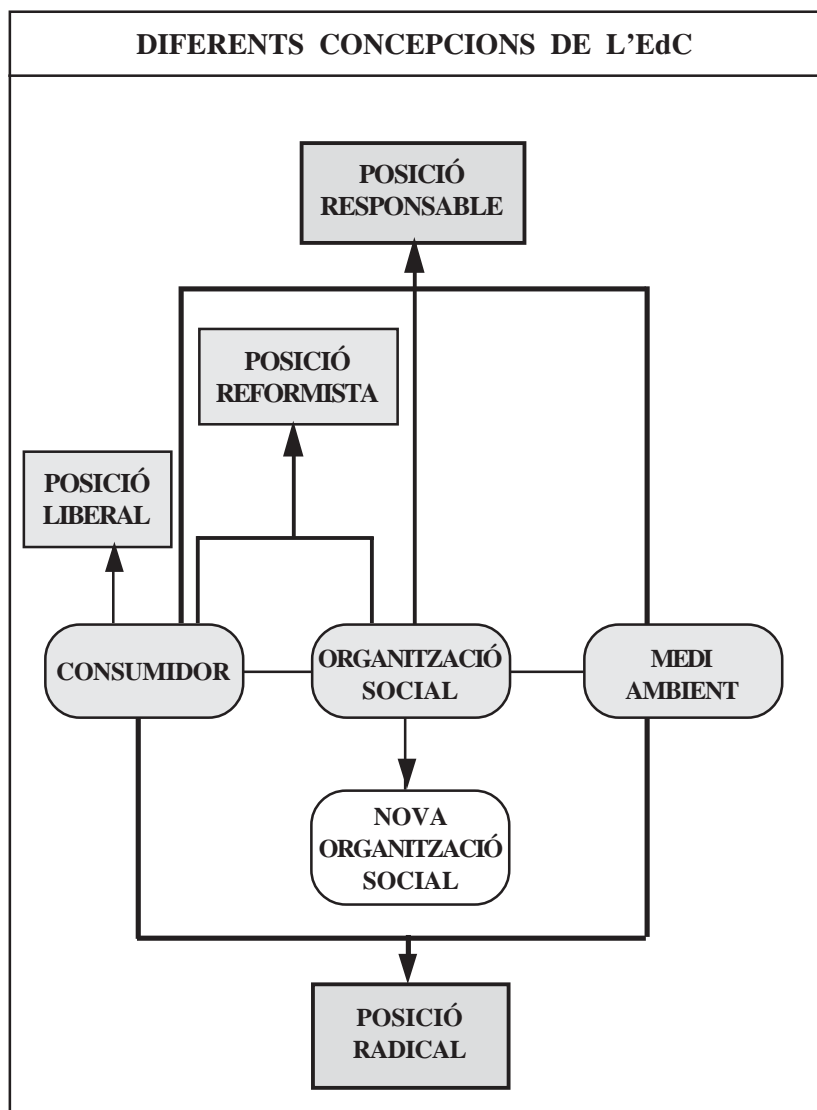 DIFERENTS CONCEPCIONS DE L’EdC
POSICIÓ
RESPONSABLE
POSICIÓ
REFORMISTA
POSICIÓ
LIBERAL
CONSUMIDOR
ORGANITZACIÓ
SOCIAL
MEDI
AMBIENT
NOVA
ORGANITZACIÓ
SOCIAL
POSICIÓ
RADICAL